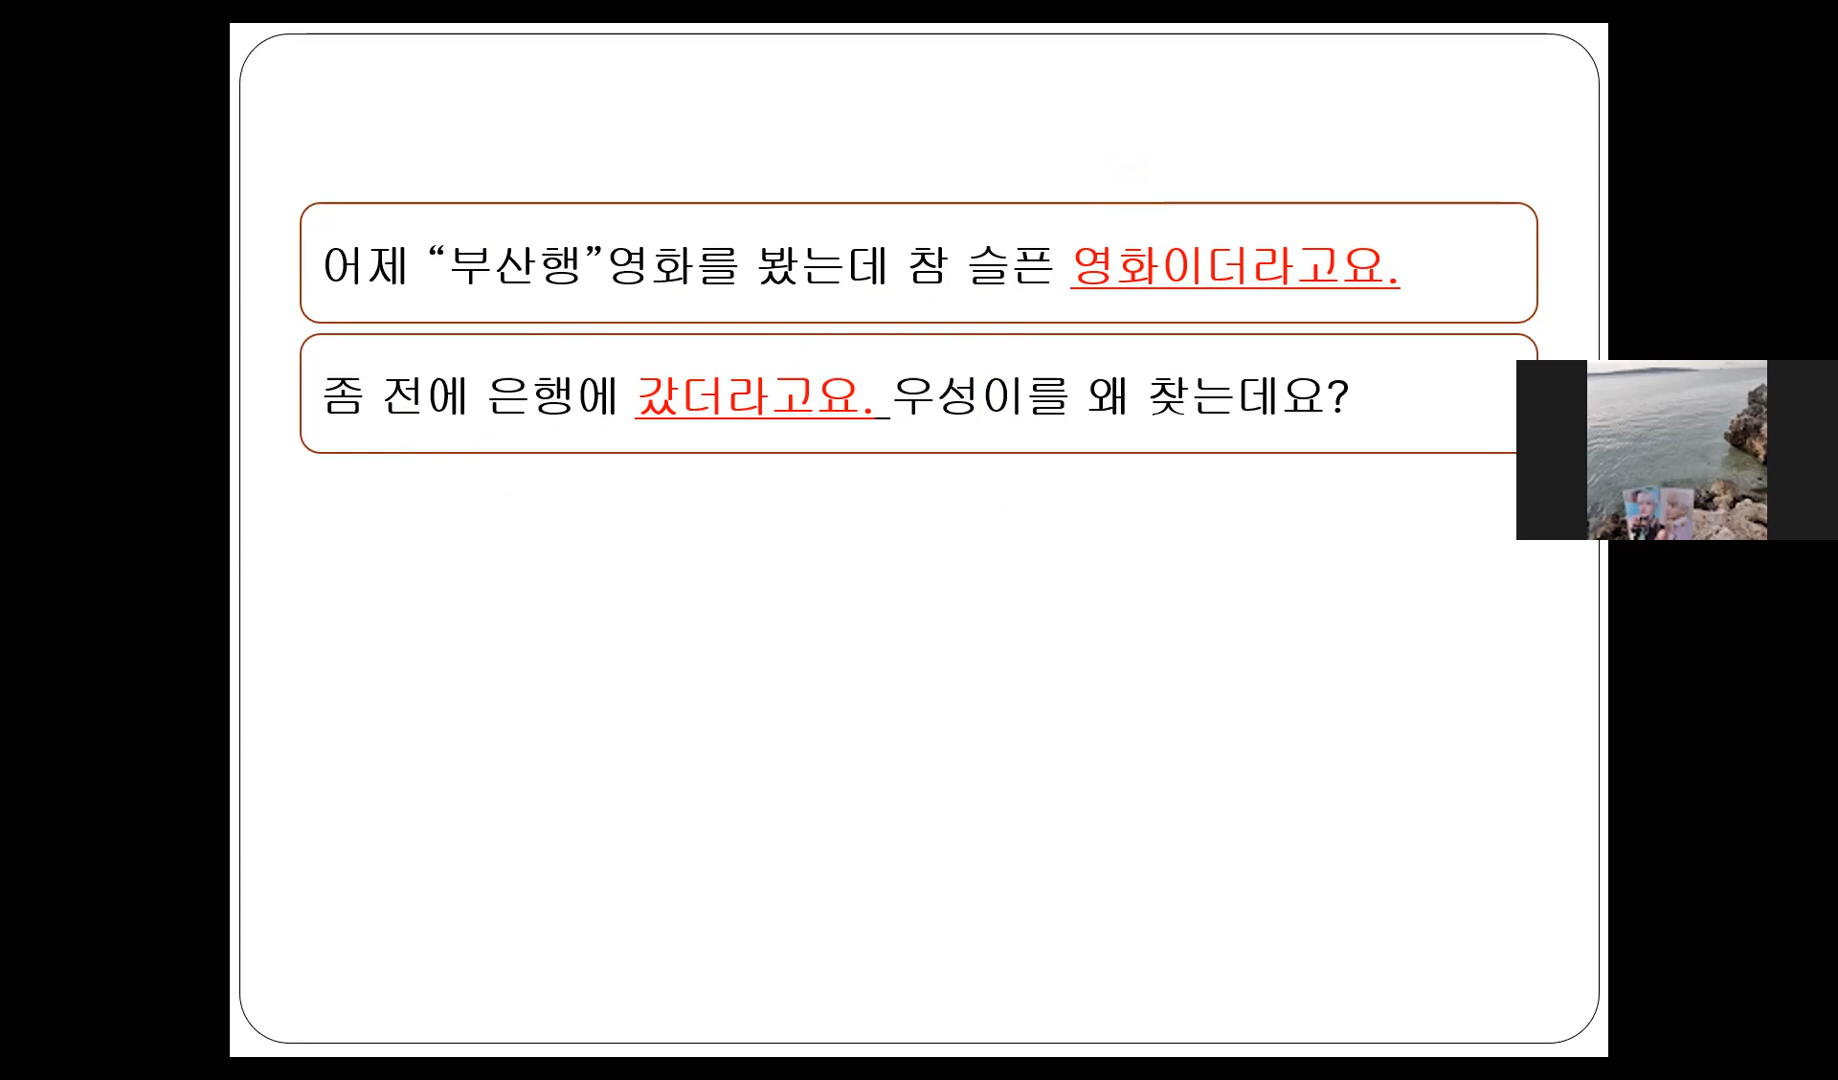 어제 “부산행”영화를 봤는데 참 슬픈 영화이더라고요.
좀 전에 은행에 갔더라고요. 우성이를 왜 찾는데요?